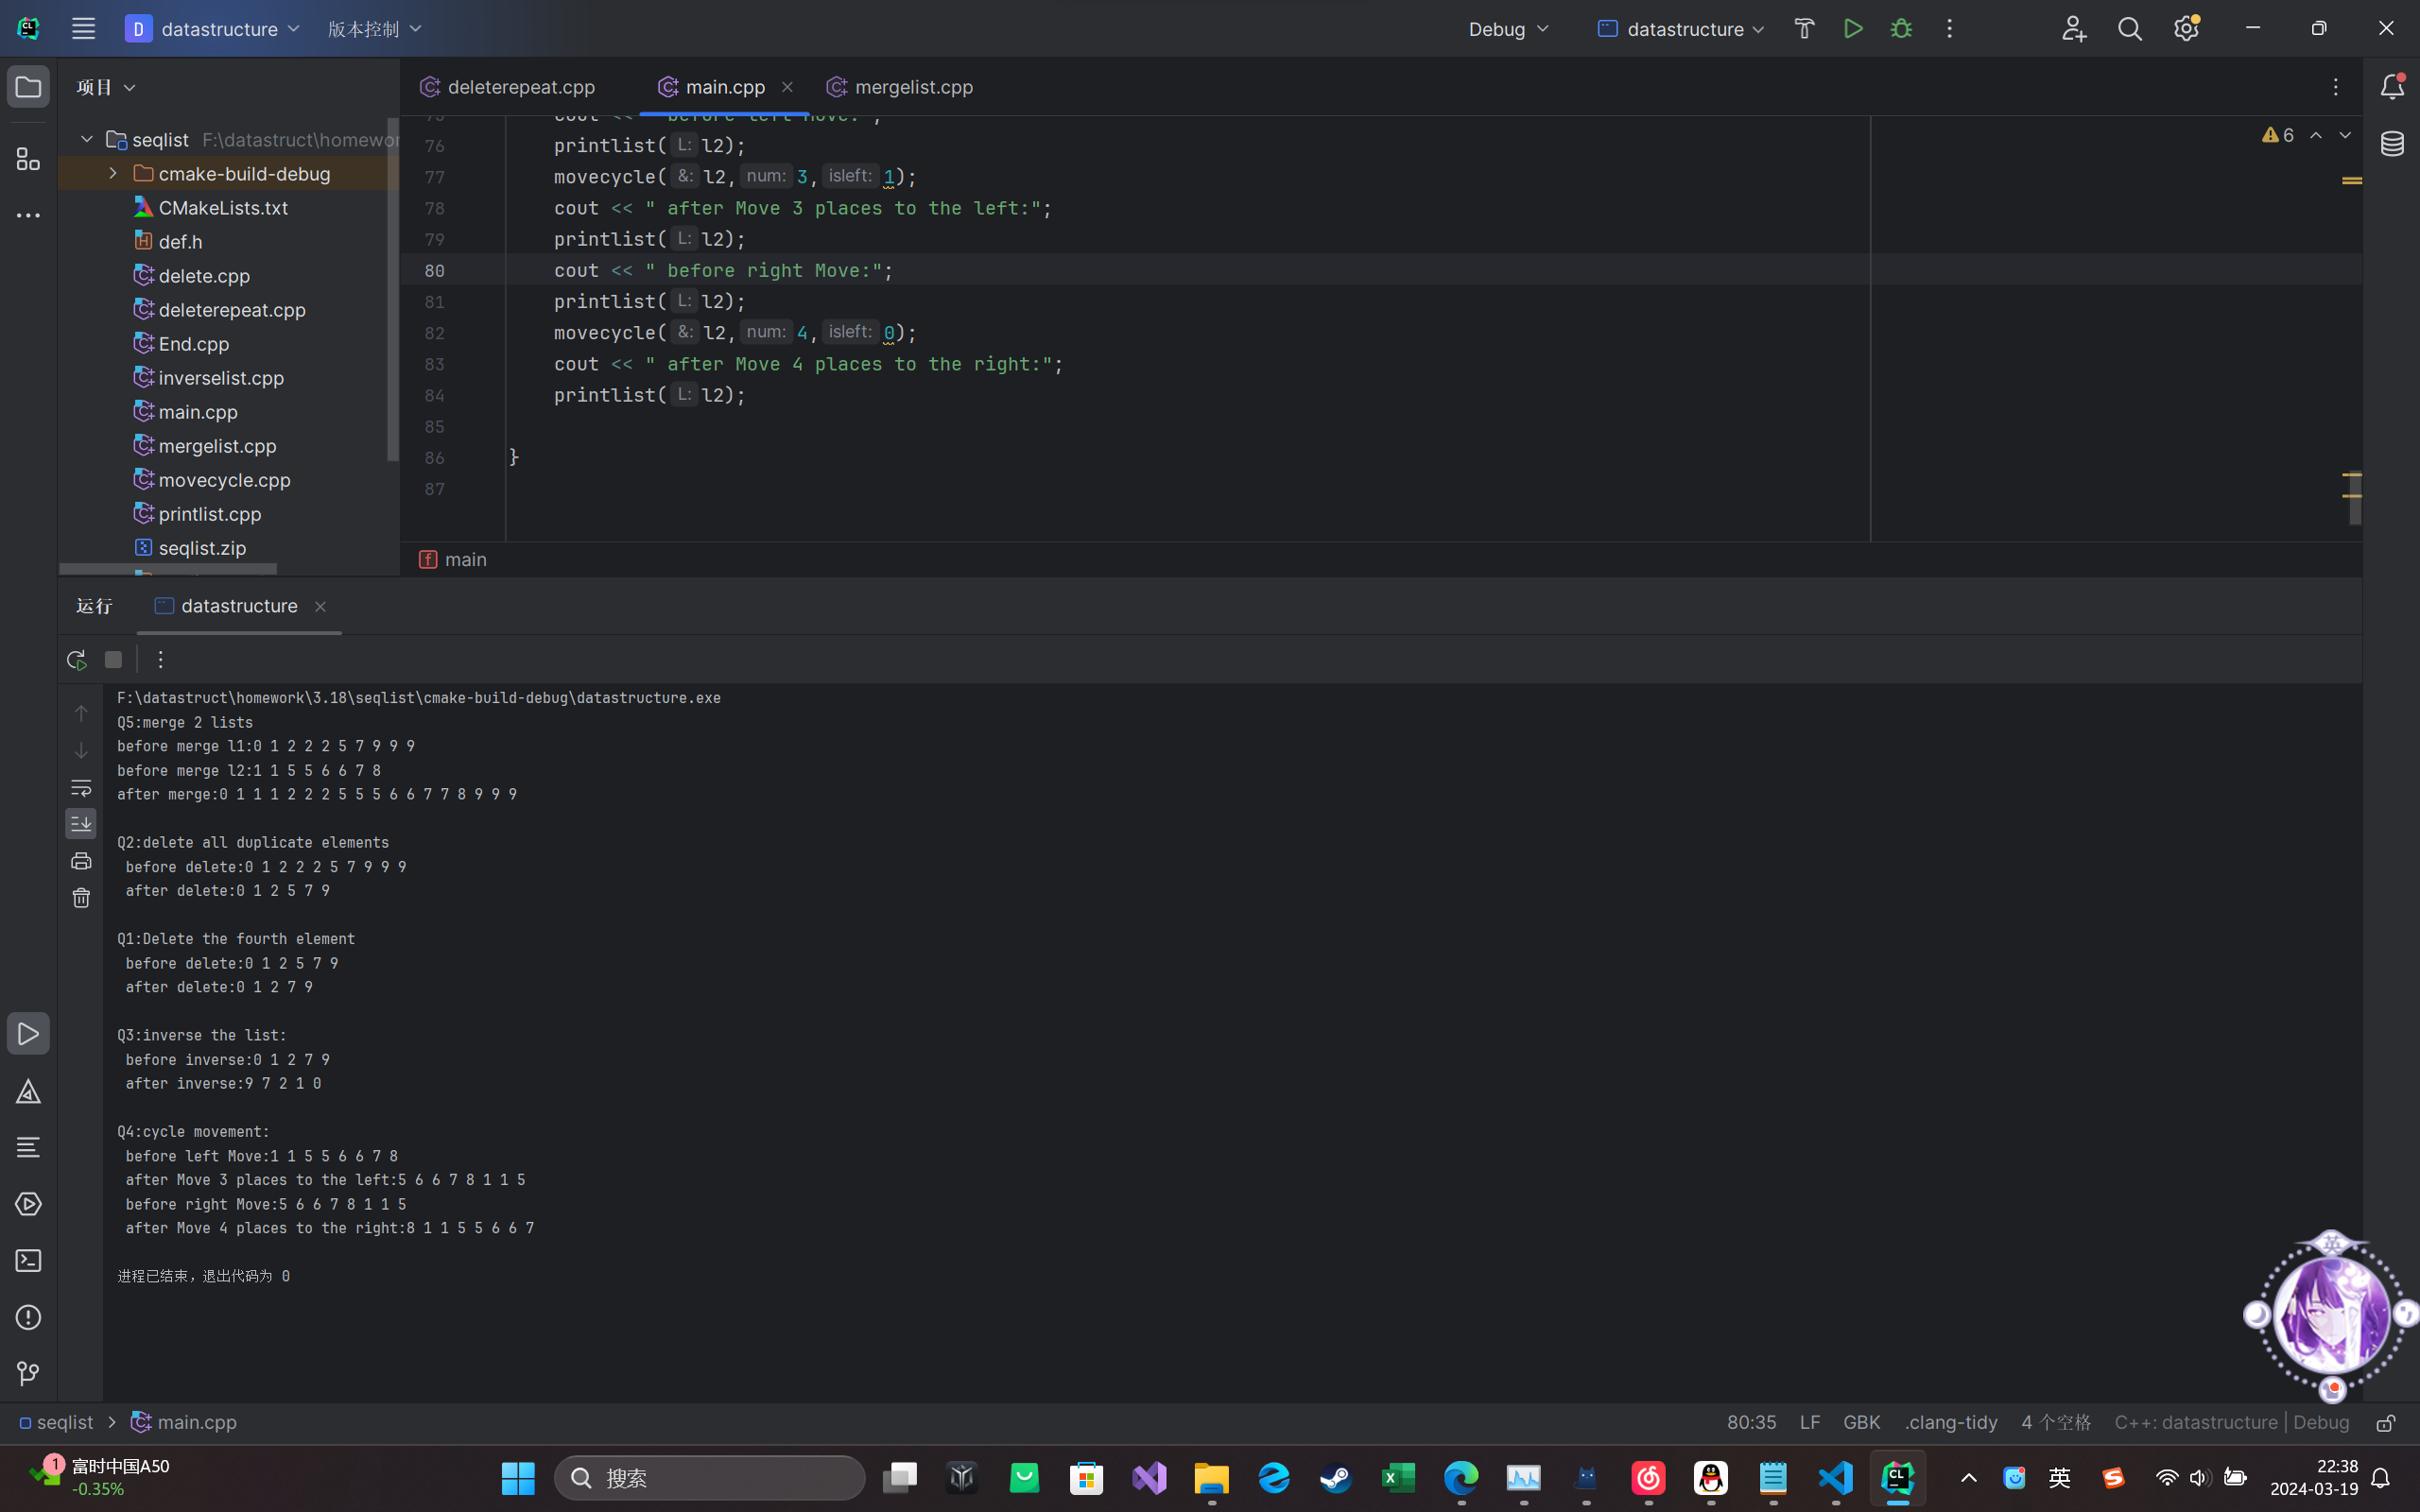 D datastructure 版本控制 Debug datastructure
项目
deleterepeat.cpp main.cpp mergelist.cpp
seqlist F:\datastruct\homewor
cmake-build-debug
CMakeLists.txt
def.h
delete.cpp
deleterepeat.cpp
End.cpp
inverselist.cpp
main.cpp
mergelist.cpp
movecycle.cpp
printlist.cpp
seqlist.zip
6
75 cout << " before left Move:";
76 printlist( L: l2);
77 movecycle( &: l2, num: 3, isleft: 1);
78 cout << " after Move 3 places to the left:";
79 printlist( L: l2);
80 cout << " before right Move:";
81 printlist( L: l2);
82 movecycle( &: l2, num: 4, isleft: 0);
83 cout << " after Move 4 places to the right:";
84 printlist( L: l2);
85
86 }
87
f main
运行 datastructure
F:\datastruct\homework\3.18\seqlist\cmake-build-debug\datastructure.exe
Q5:merge 2 lists
before merge l1:0 1 2 2 2 5 7 9 9 9
before merge l2:1 1 5 5 6 6 7 8
after merge:0 1 1 1 2 2 2 5 5 5 6 6 7 7 8 9 9 9
Q2:delete all duplicate elements
before delete:0 1 2 2 2 5 7 9 9 9
after delete:0 1 2 5 7 9
Q1:Delete the fourth element
before delete:0 1 2 5 7 9
after delete:0 1 2 7 9
Q3:inverse the list:
before inverse:0 1 2 7 9
after inverse:9 7 2 1 0
Q4:cycle movement:
before left Move:1 1 5 5 6 6 7 8
after Move 3 places to the left:5 6 6 7 8 1 1 5
before right Move:5 6 6 7 8 1 1 5
after Move 4 places to the right:8 1 1 5 5 6 6 7
进程已结束，退出代码为 0
英
seqlist main.cpp 80:35 LF GBK .clang-tidy 4 个空格 C++: datastructure | Debug
1 富时中国A50
-0.35%
搜索
英
22:38
2024-03-19